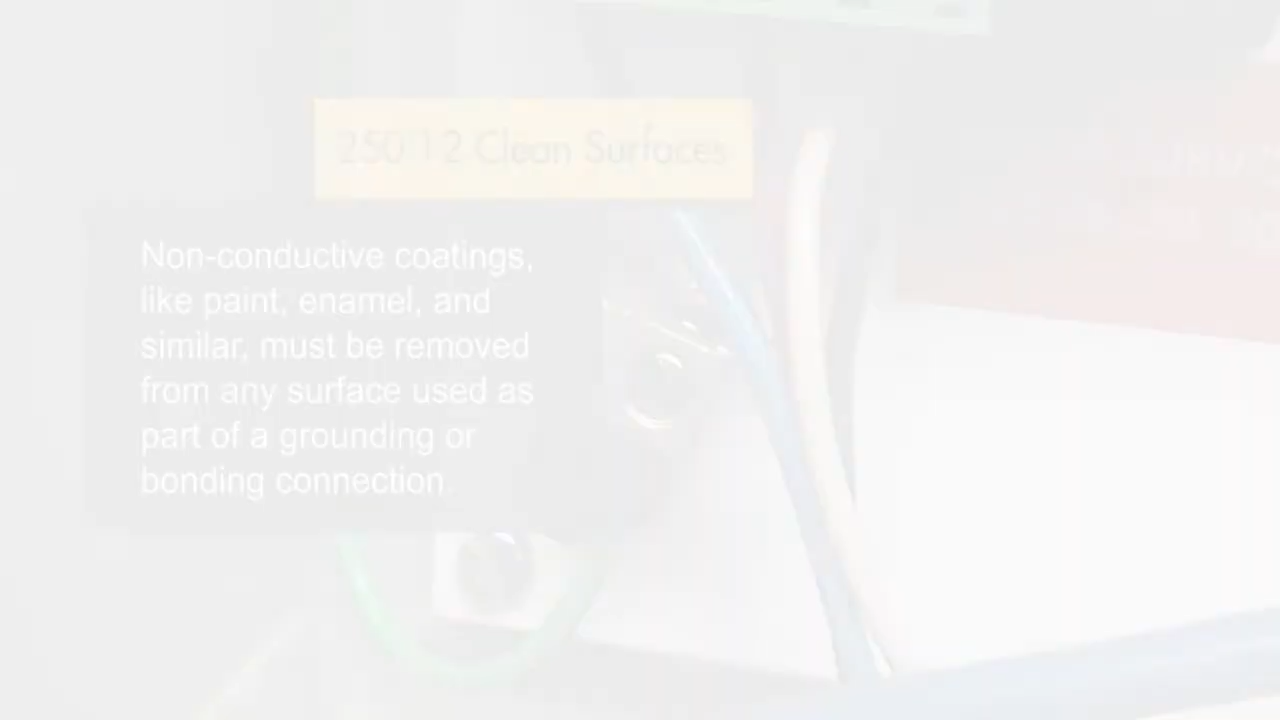 250.12 Clean Surfaces
Non-conductive coatings,
like paint, enamel, and
similar, must be removed
from any surface used as
part of a grounding or
bonding connection.